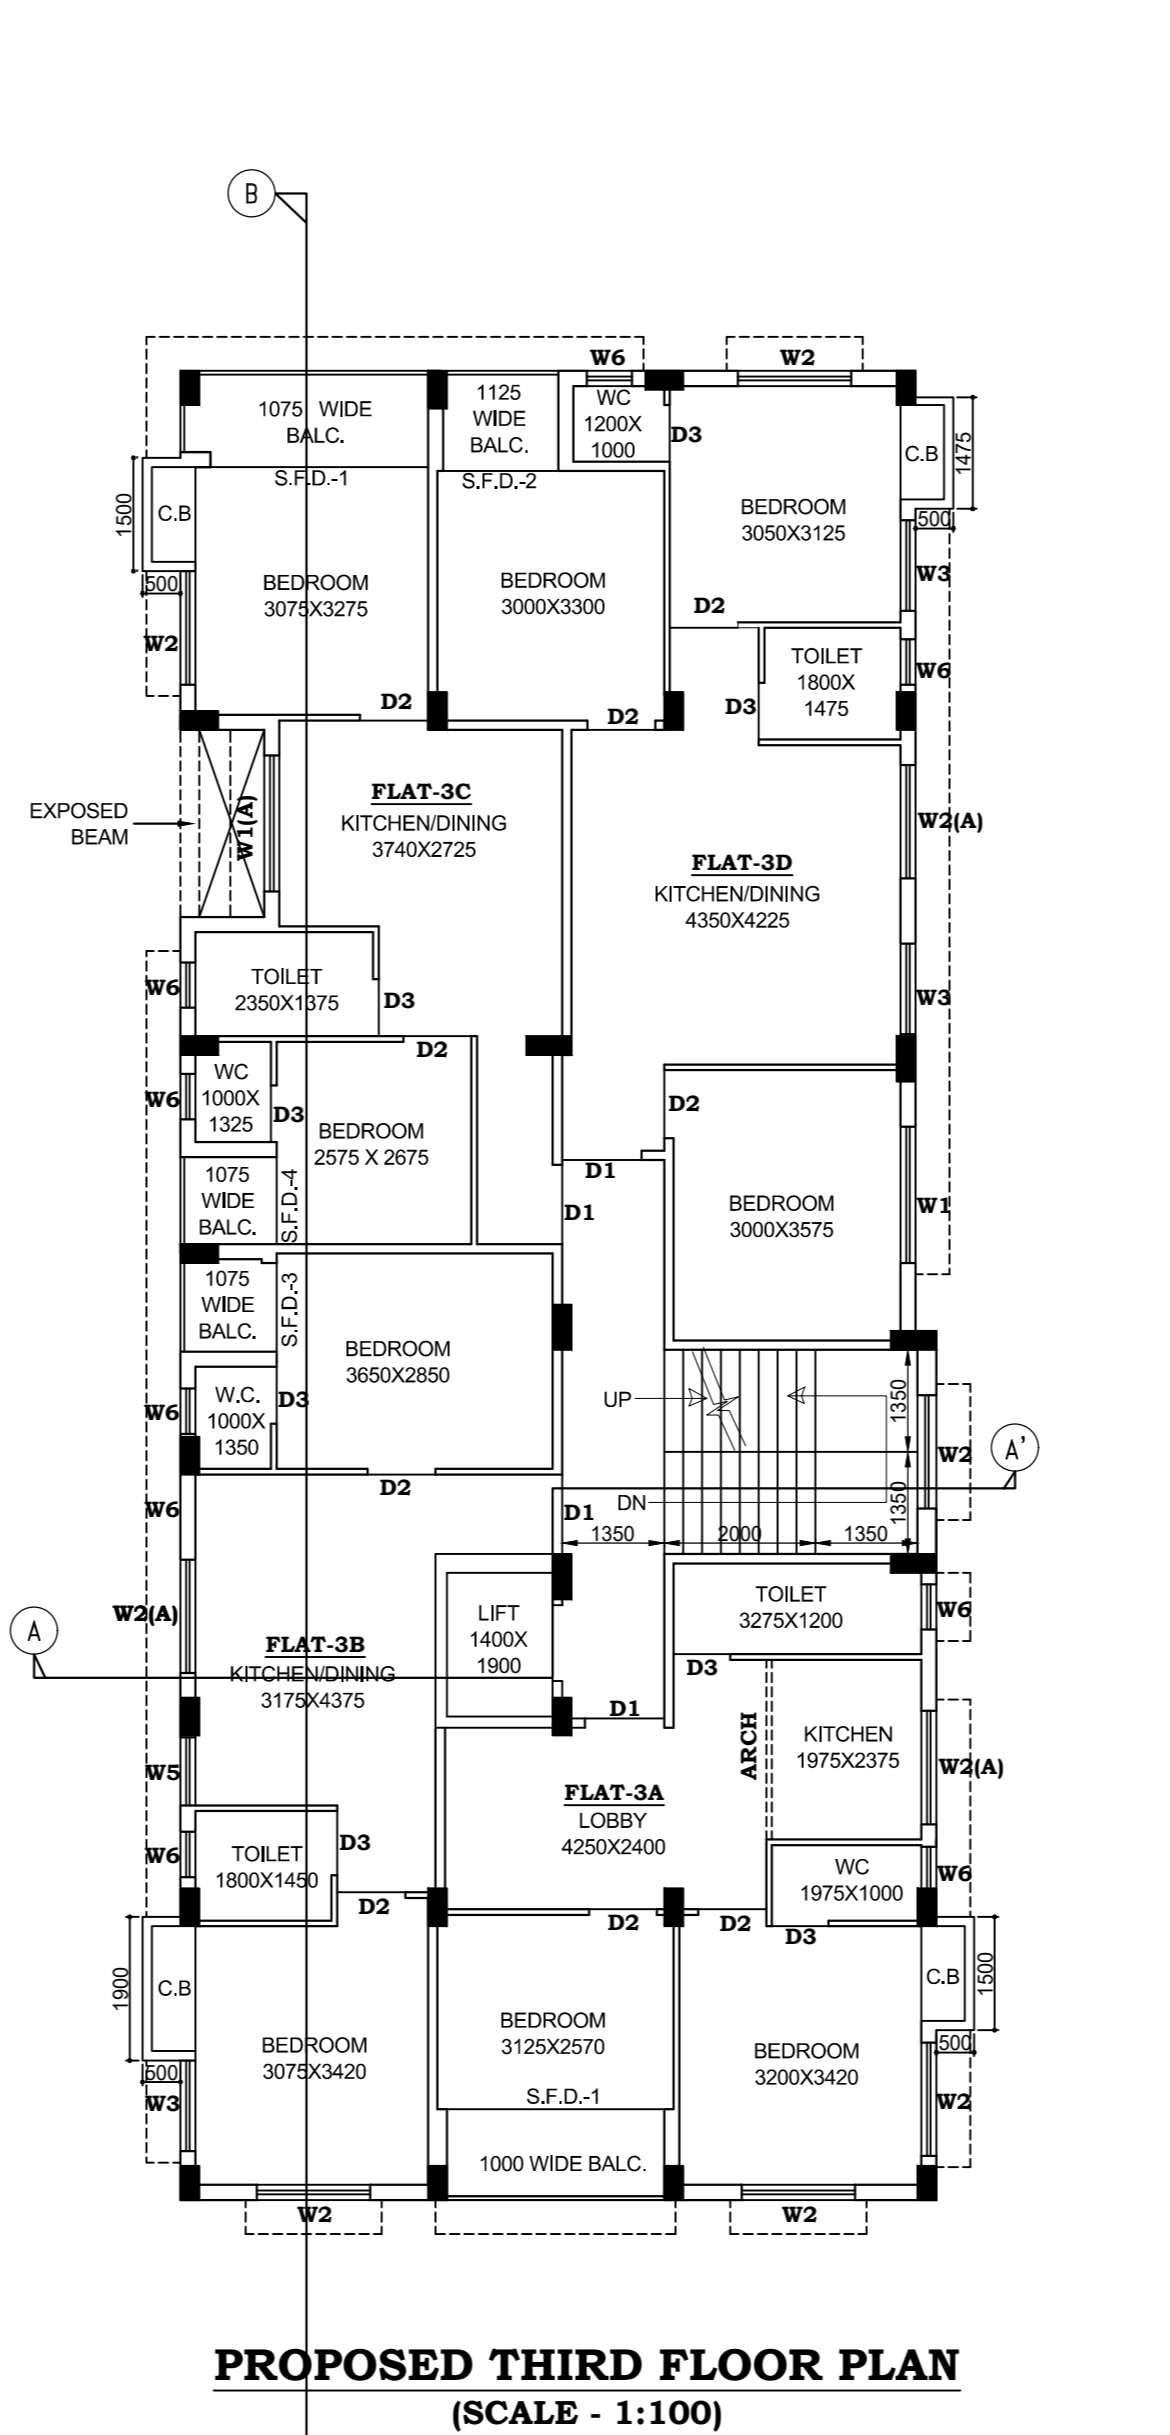 B
W6
W2
1075 WIDE
BALC.
1125
WIDE
BALC.
WC
1200X
1000
D3
C.B
1475
S.F.D.-1
S.F.D.-2
1500
C.B
BEDROOM
3050X3125
500
500
BEDROOM
3075X3275
BEDROOM
3000X3300
W3
D2
W2
TOILET
1800X
1475
W6
D2
D2
D3
EXPOSED
BEAM
W1(A)
FLAT-3C
KITCHEN/DINING
3740X2725
W2(A)
FLAT-3D
KITCHEN/DINING
4350X4225
W6
TOILET
2350X1375
D3
W3
D2
W6
WC
1000X
1325
D3
BEDROOM
2575 X 2675
D2
D1
1075
WIDE
BALC.
S.F.D.-4
D1
BEDROOM
3000X3575
W1
1075
WIDE
BALC.
S.F.D.-3
BEDROOM
3650X2850
W6
W.C.
1000X
1350
D3
UP
1350
A'
W2
D2
W6
D1
DN
1350
1350
2000
1350
W2(A)
A
LIFT
1400X
1900
TOILET
3275X1200
W6
FLAT-3B
KITCHEN/DINING
3175X4375
D3
D1
ARCH
KITCHEN
1975X2375
W2(A)
W5
FLAT-3A
LOBBY
4250X2400
W6
TOILET
1800X1450
D3
WC
1975X1000
W6
D2
D2
D2
D3
1900
C.B
C.B
1500
BEDROOM
3075X3420
BEDROOM
3125X2570
BEDROOM
3200X3420
500
500
W3
S.F.D.-1
W2
1000 WIDE BALC.
W2
W2
PROPOSED THIRD FLOOR PLAN
(SCALE - 1:100)